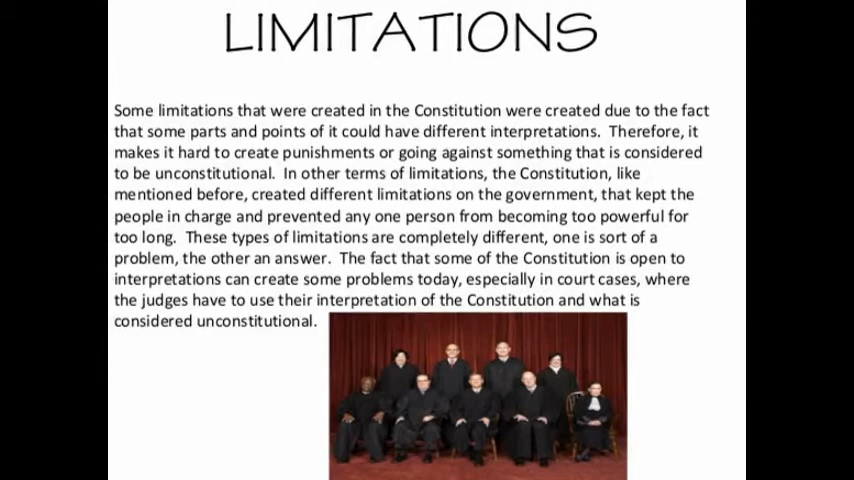 LIMITATIONS
Some limitations that were created in the Constitution were created due to the fact
that some parts and points of it could have different interpretations.  Therefore, it
makes it hard to create punishments or going against something that is considered
to be unconstitutional.  In other terms of limitations, the Constitution, like
mentioned before, created different limitations on the government, that kept the
people in charge and prevented any one person from becoming too powerful for
too long.  These types of limitations are completely different, one is sort of a
problem, the other an answer.  The fact that some of the Constitution is open to
interpretations can create some problems today, especially in court cases, where
the judges have to use their interpretation of the Constitution and what is
considered unconstitutional.